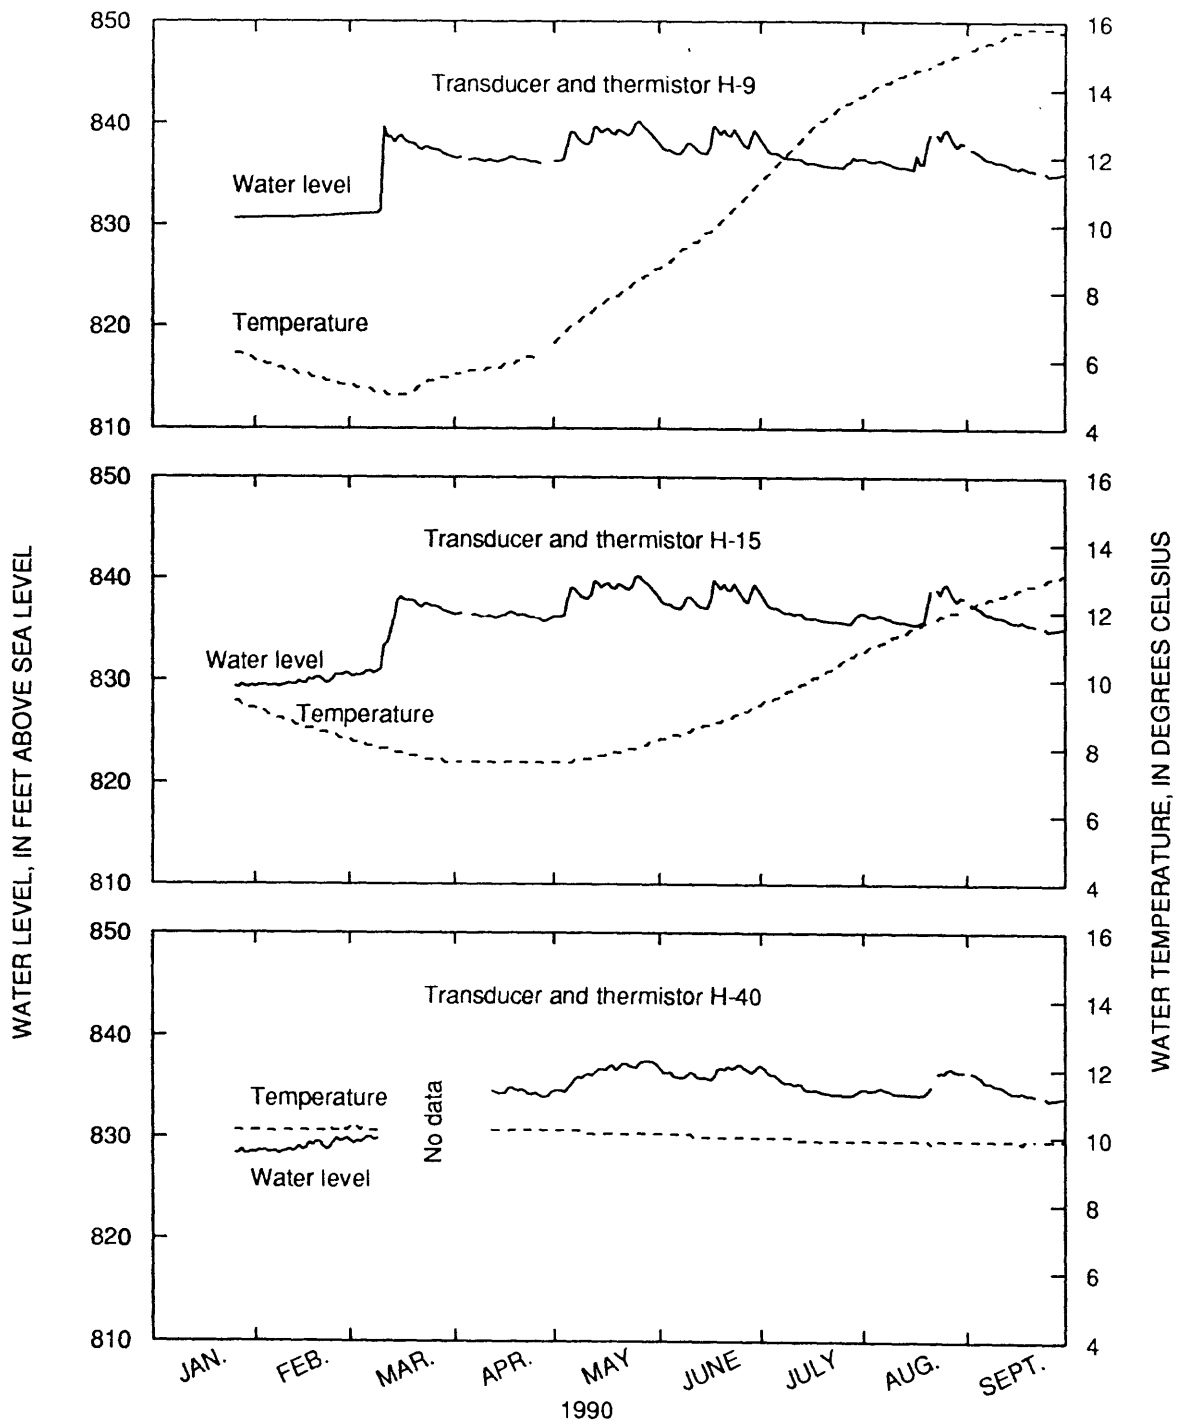 850
840
830
820
810
16
14
12
10
8
6
4
Transducer and thermistor H-9
Water level
Temperature
850
840
830
820
810
16
14
12
10
8
6
4
Transducer and thermistor H-15
Water level
Temperature
850
840
830
820
810
16
14
12
10
8
6
4
Transducer and thermistor H-40
Temperature
No data
Water level
WATER LEVEL, IN FEET ABOVE SEA LEVEL
WATER TEMPERATURE, IN DEGREES CELSIUS
JAN. FEB. MAR. APR. MAY JUNE JULY AUG. SEPT.
1990